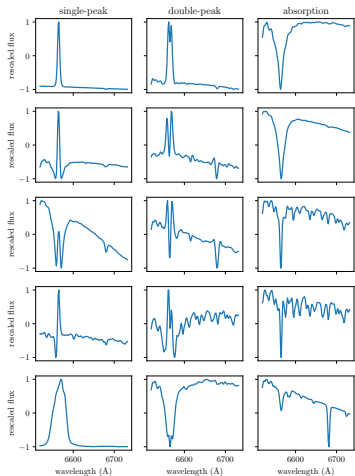 single-peak double-peak absorption
1
0
−1
rescaled flux
1
0
−1
rescaled flux
1
0
−1
rescaled flux
1
0
−1
rescaled flux
1
0
−1
rescaled flux
6600 6700 6600 6700 6600 6700
wavelength (Å) wavelength (Å) wavelength (Å)